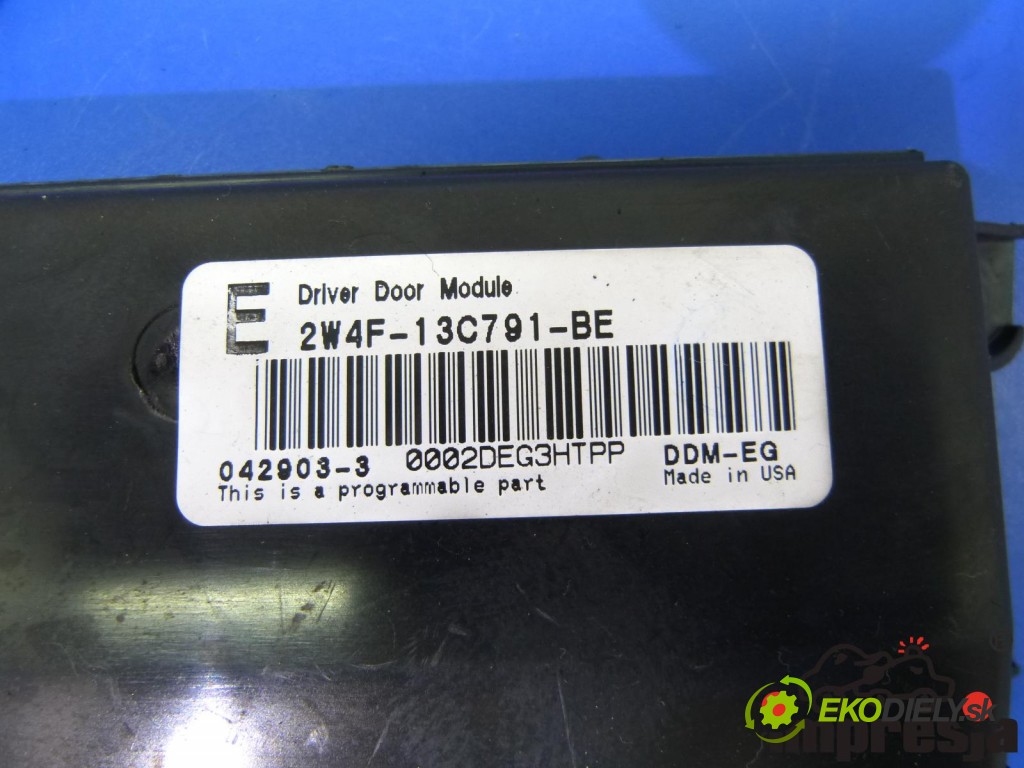 E
Driver Door Module
2W4F-13C791-BE
042903-3 0002DEG3HTPP DDM-EG
This is a programmable part Made in USA
EKODIELY.sk
Impresja